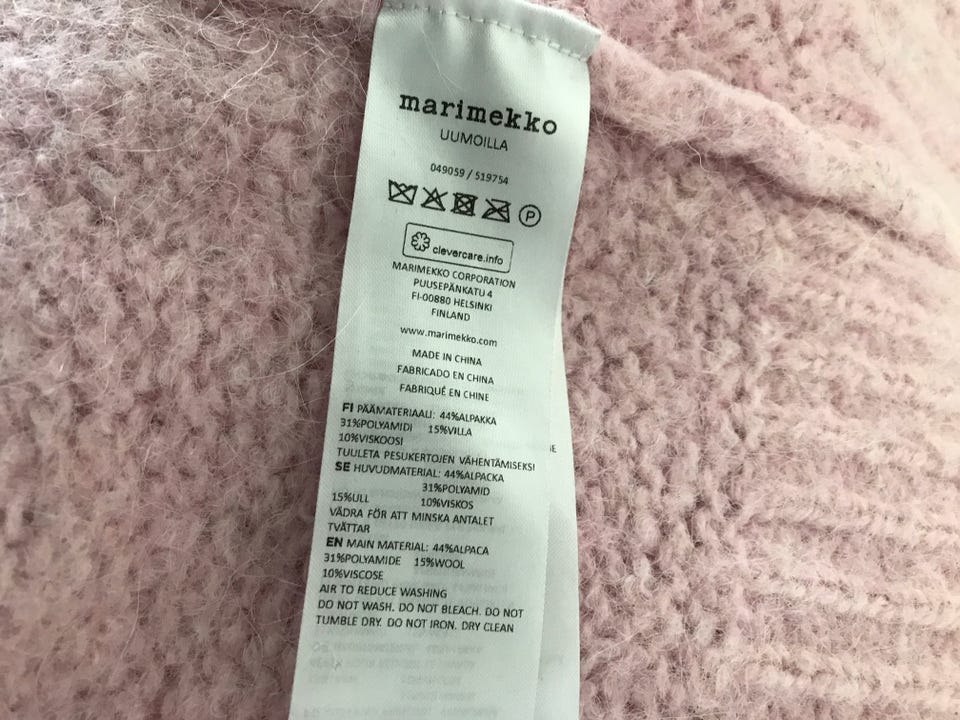 marimekko
UUMOILLA
049059 / 519754
P
clevercare.info
MARIMEKKO CORPORATION
PUUSEPÄNKATU 4
FI-00880 HELSINKI
FINLAND
www.marimekko.com
MADE IN CHINA
FABRICADO EN CHINA
FABRIQUÉ EN CHINE
FI PÄÄMATERIAALI: 44%ALPAKKA
31%POLYAMIDI 15%VILLA
10%VISKOOSI
TUULETA PESUKERTOJEN VÄHENTÄMISEKSI
SE HUVUDMATERIAL: 44%ALPACKA
31%POLYAMID
15%ULL 10%VISKOS
VÄDRA FÖR ATT MINSKA ANTALET
TVÄTTAR
EN MAIN MATERIAL: 44%ALPACA
31%POLYAMIDE 15%WOOL
10%VISCOSE
AIR TO REDUCE WASHING
DO NOT WASH. DO NOT BLEACH. DO NOT
TUMBLE DRY. DO NOT IRON. DRY CLEAN